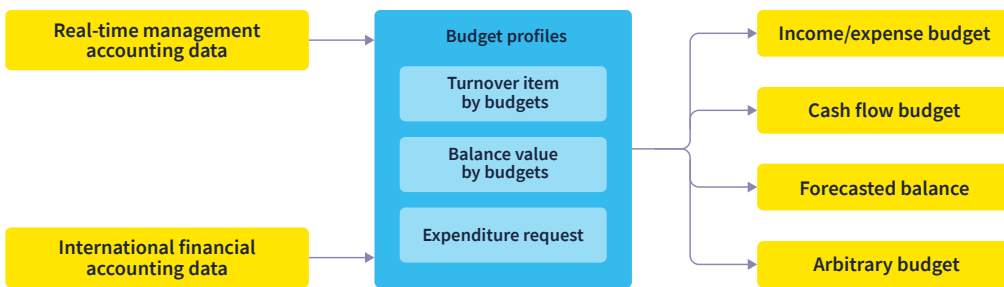 Real-time management
accounting data
International financial
accounting data
Budget profiles
Turnover item
by budgets
Balance value
by budgets
Expenditure request
Income/expense budget
Cash flow budget
Forecasted balance
Arbitrary budget